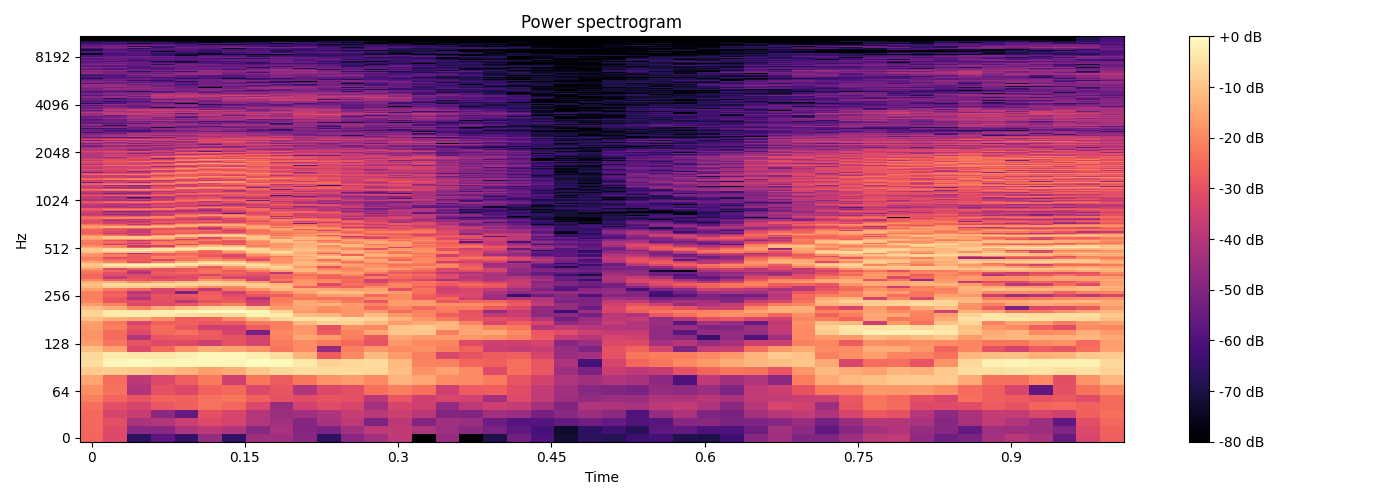 Power spectrogram
Hz
8192
4096
2048
1024
512
256
128
64
0
0 0.15 0.3 0.45 0.6 0.75 0.9
Time
+0 dB
-10 dB
-20 dB
-30 dB
-40 dB
-50 dB
-60 dB
-70 dB
-80 dB